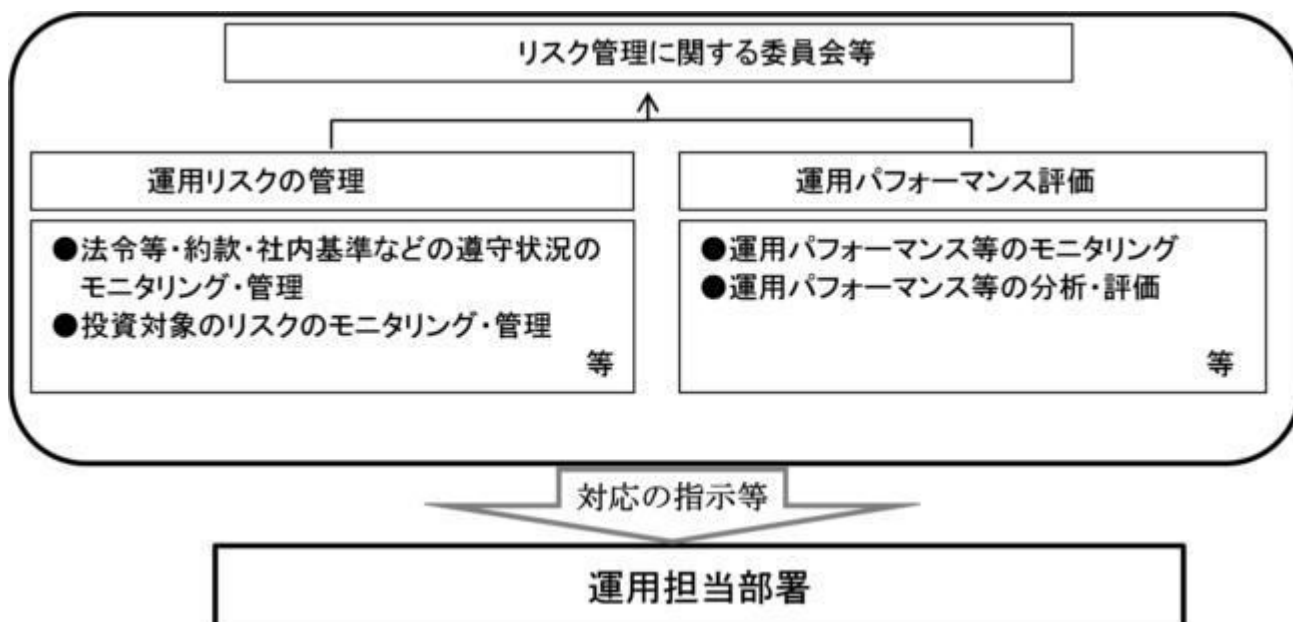 リスク管理に関する委員会等
運用リスクの管理
●法令等・約款・社内基準などの遵守状況の
モニタリング・管理
●投資対象のリスクのモニタリング・管理
等
運用パフォーマンス評価
●運用パフォーマンス等のモニタリング
●運用パフォーマンス等の分析・評価
等
対応の指示等
運用担当部署